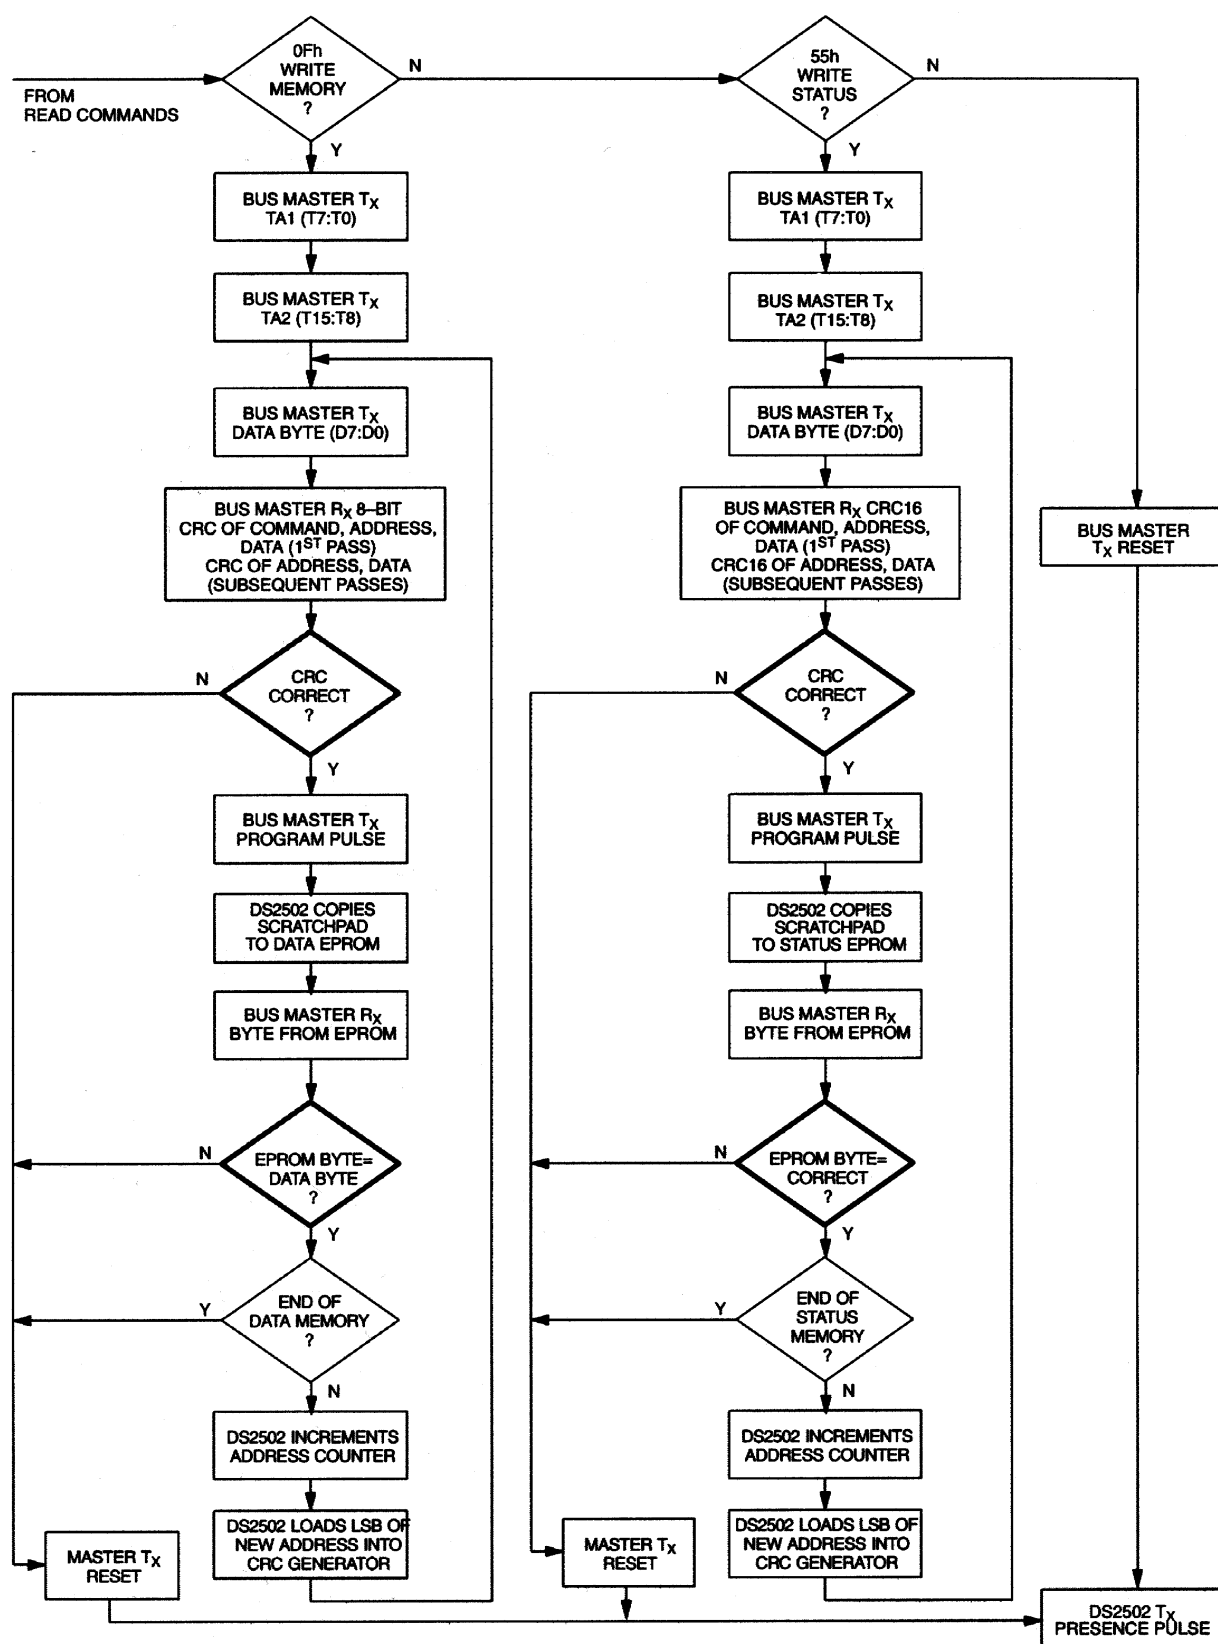 FROM
READ COMMANDS
0Fh
WRITE
MEMORY
?
N
Y
BUS MASTER TX
TA1 (T7:T0)
BUS MASTER TX
TA2 (T15:T8)
BUS MASTER TX
DATA BYTE (D7:D0)
BUS MASTER RX 8–BIT
CRC OF COMMAND, ADDRESS,
DATA (1ST PASS)
CRC OF ADDRESS, DATA
(SUBSEQUENT PASSES)
CRC
CORRECT
?
N
Y
BUS MASTER TX
PROGRAM PULSE
DS2502 COPIES
SCRATCHPAD
TO DATA EPROM
BUS MASTER RX
BYTE FROM EPROM
EPROM BYTE=
DATA BYTE
?
N
Y
END OF
DATA MEMORY
?
Y
N
DS2502 INCREMENTS
ADDRESS COUNTER
DS2502 LOADS LSB OF
NEW ADDRESS INTO
CRC GENERATOR
MASTER TX
RESET
55h
WRITE
STATUS
?
N
Y
BUS MASTER TX
TA1 (T7:T0)
BUS MASTER TX
TA2 (T15:T8)
BUS MASTER TX
DATA BYTE (D7:D0)
BUS MASTER RX CRC16
OF COMMAND, ADDRESS,
DATA (1ST PASS)
CRC16 OF ADDRESS, DATA
(SUBSEQUENT PASSES)
CRC
CORRECT
?
N
Y
BUS MASTER TX
PROGRAM PULSE
DS2502 COPIES
SCRATCHPAD
TO STATUS EPROM
BUS MASTER RX
BYTE FROM EPROM
EPROM BYTE=
CORRECT
?
N
Y
END OF
STATUS
MEMORY
?
Y
N
DS2502 INCREMENTS
ADDRESS COUNTER
DS2502 LOADS LSB OF
NEW ADDRESS INTO
CRC GENERATOR
MASTER TX
RESET
BUS MASTER
TX RESET
DS2502 TX
PRESENCE PULSE